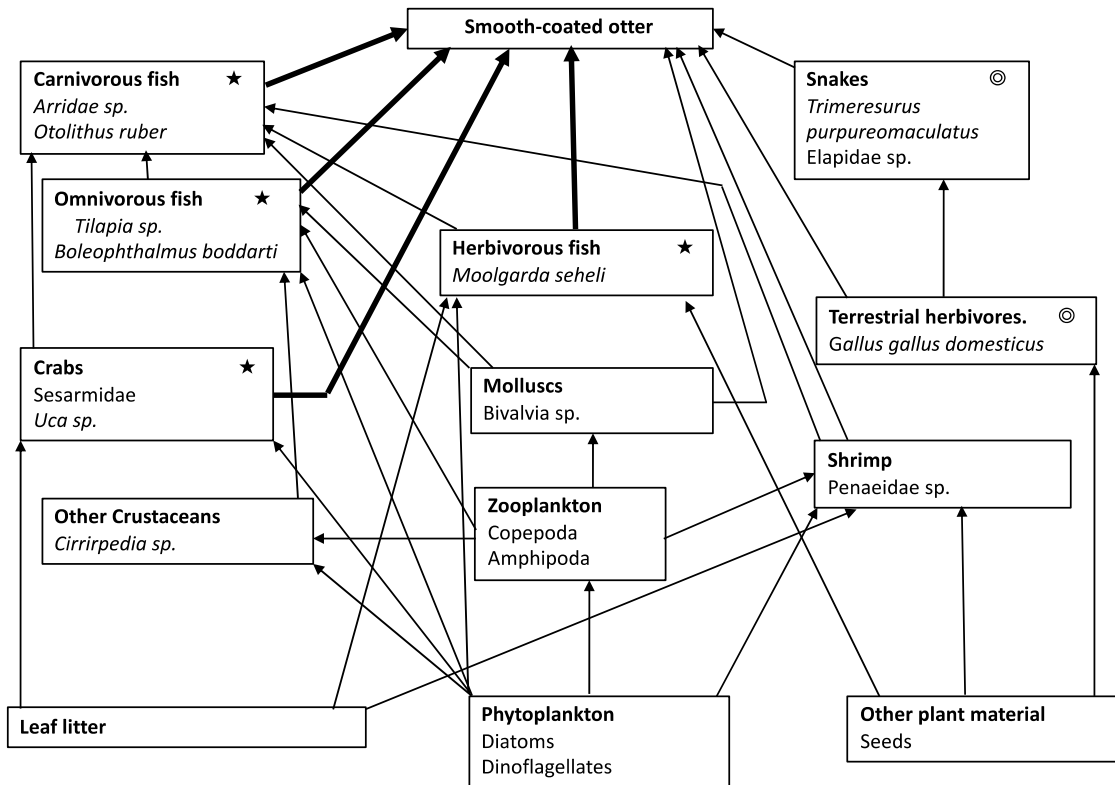 Smooth-coated otter
Carnivorous fish ★
Arridae sp.
Otolithus ruber
Snakes ◎
Trimeresurus
purpureomaculatus
Elapidae sp.
Omnivorous fish ★
Tilapia sp.
Boleophthalmus boddarti
Herbivorous fish ★
Moolgarda seheli
Terrestrial herbivores. ◎
Gallus gallus domesticus
Crabs ★
Sesarmidae
Uca sp.
Molluscs
Bivalvia sp.
Shrimp
Penaeidae sp.
Other Crustaceans
Cirrirpedia sp.
Zooplankton
Copepoda
Amphipoda
Leaf litter
Phytoplankton
Diatoms
Dinoflagellates
Other plant material
Seeds